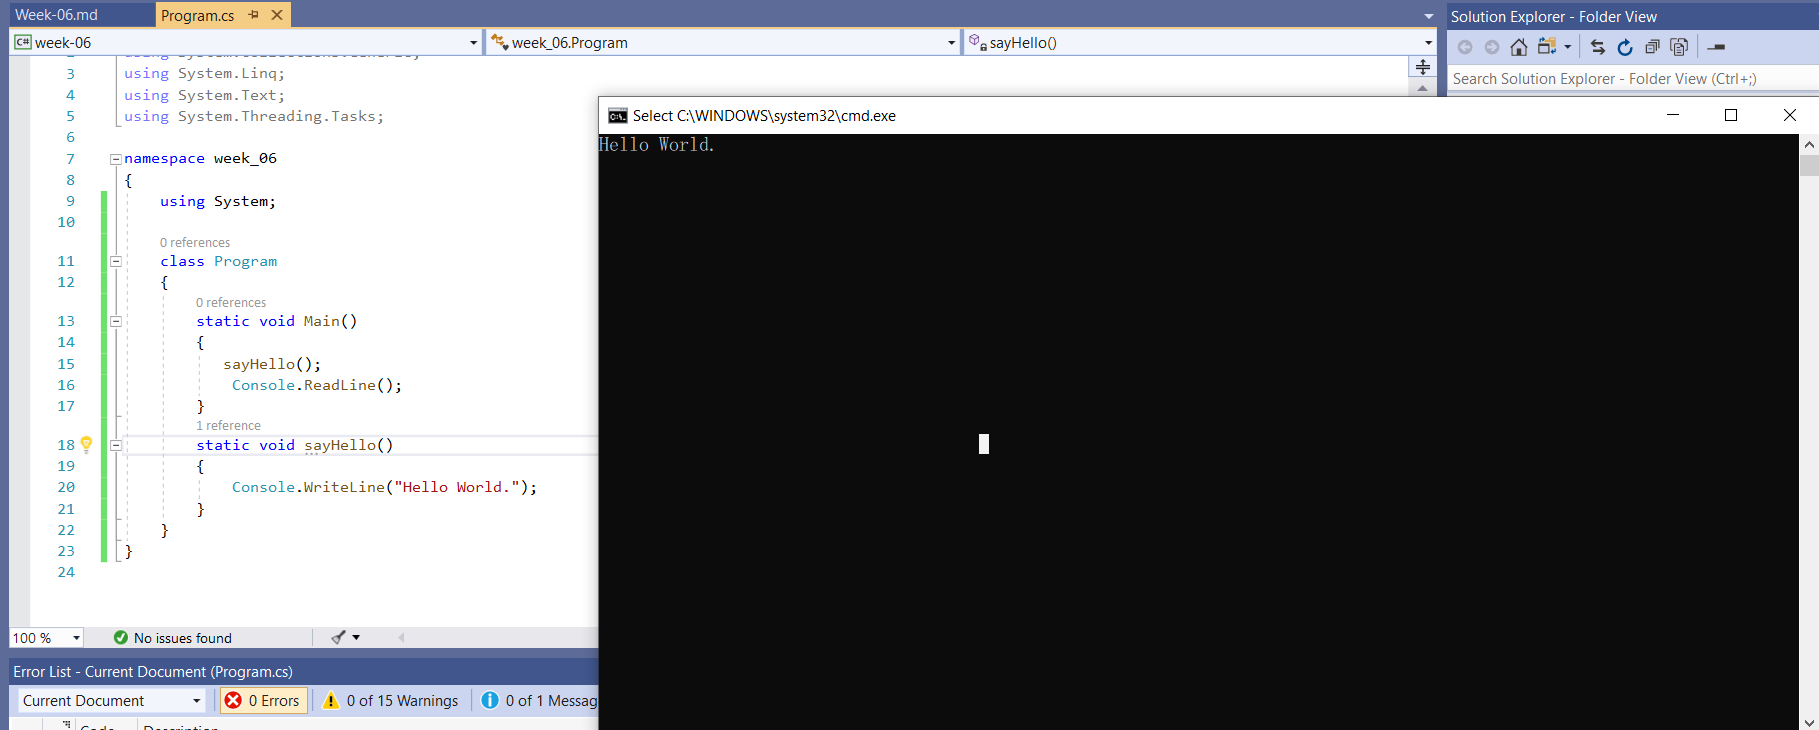 Week-06.md
Program.cs
Solution Explorer - Folder View
C# week-06
week_06.Program
sayHello()
Search Solution Explorer - Folder View (Ctrl+;)
3 using System.Linq;
4 using System.Text;
5 using System.Threading.Tasks;
6
7 namespace week_06
8 {
9 using System;
10
0 references
11 class Program
12 {
0 references
13 static void Main()
14 {
15 sayHello();
16 Console.ReadLine();
17 }
1 reference
18 static void sayHello()
19 {
20 Console.WriteLine("Hello World.");
21 }
22 }
23 }
24
Select C:\WINDOWS\system32\cmd.exe
Hello World.
100 %
No issues found
Error List - Current Document (Program.cs)
Current Document
0 Errors
0 of 15 Warnings
0 of 1 Messag